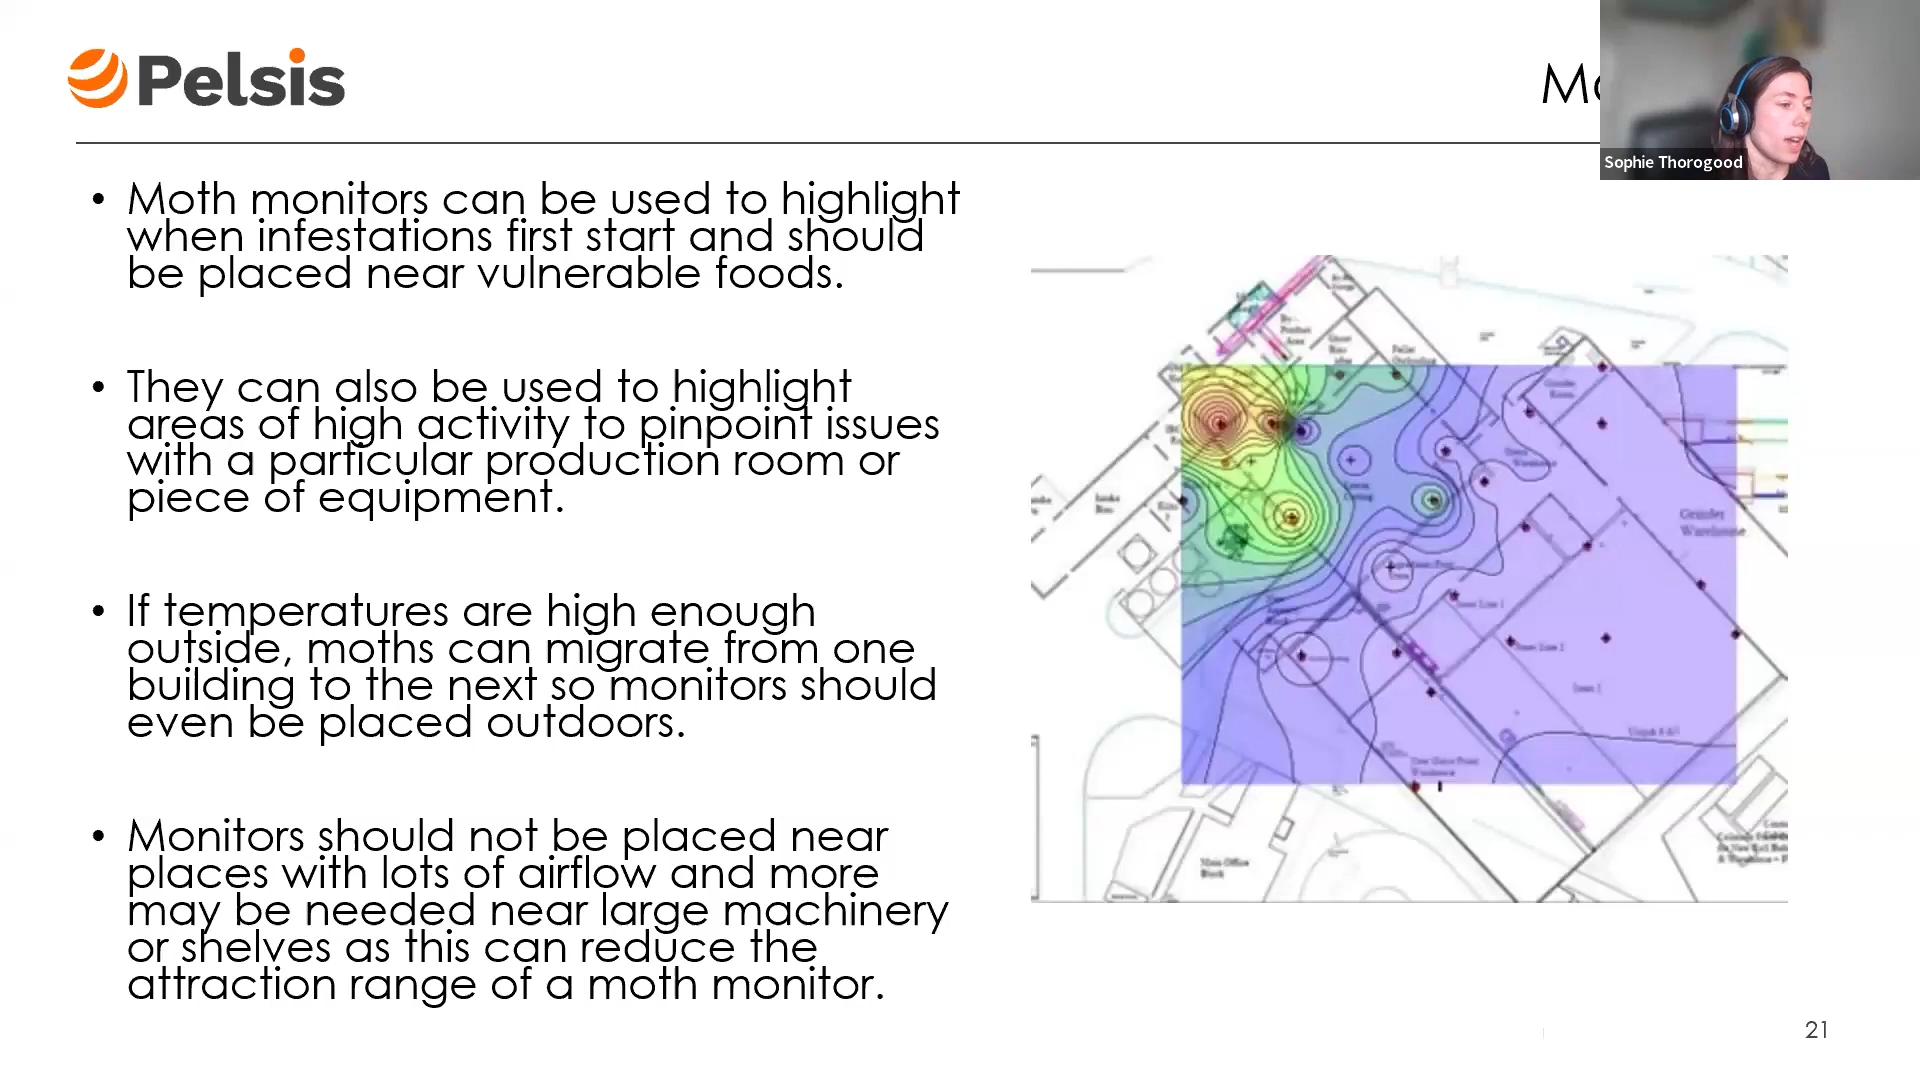 Pelsis
Sophie Thorogood
• Moth monitors can be used to highlight
when infestations first start and should
be placed near vulnerable foods.
• They can also be used to highlight
areas of high activity to pinpoint issues
with a particular production room or
piece of equipment.
• If temperatures are high enough
outside, moths can migrate from one
building to the next so monitors should
even be placed outdoors.
• Monitors should not be placed near
places with lots of airflow and more
may be needed near large machinery
or shelves as this can reduce the
attraction range of a moth monitor.
Warehouse
Main Office
Block
21